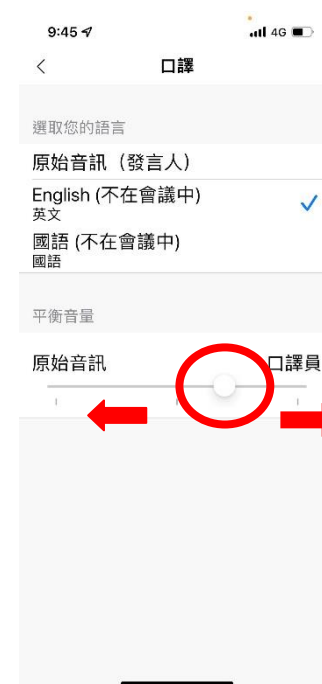 9:45
4G
口譯
選取您的語言
原始音訊（發言人）
English (不在會議中)
英文
國語 (不在會議中)
國語
平衡音量
原始音訊 口譯員